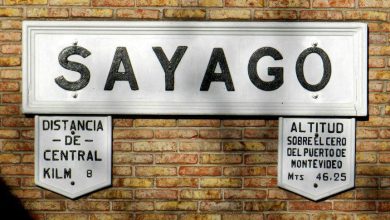 SAYAGO
DISTANCIA
- DE -
CENTRAL
KILM 8
ALTITUD
SOBRE EL CERO
DEL PUERTO DE
MONTEVIDEO
MTS 46.25